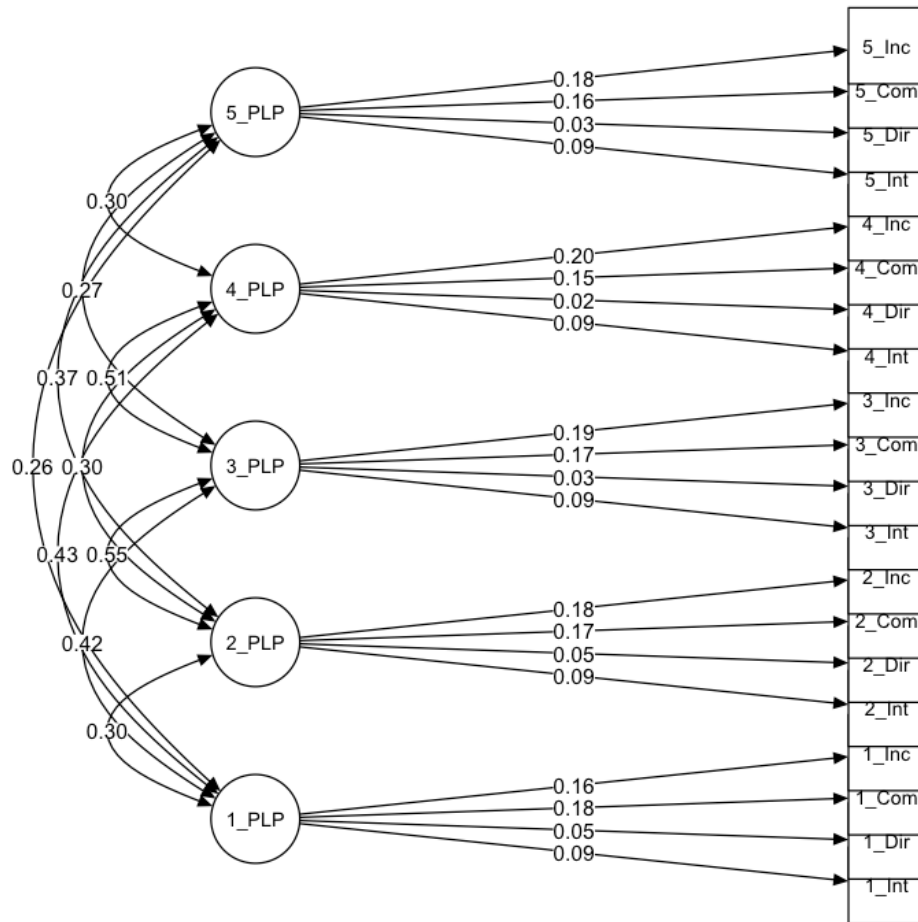 5_Inc
0.18
5_Com
5_PLP
0.16
0.03
5_Dir
0.09
5_Int
0.30
4_Inc
0.20
4_Com
0.27
4_PLP
0.15
0.02
4_Dir
0.09
4_Int
0.37
0.51
3_Inc
0.19
3_Com
0.17
0.26
0.30
3_PLP
0.03
3_Dir
0.09
3_Int
0.43
0.55
2_Inc
0.18
2_Com
0.17
0.42
2_PLP
0.05
2_Dir
0.09
2_Int
0.30
1_Inc
0.16
1_Com
0.18
1_PLP
0.05
1_Dir
0.09
1_Int